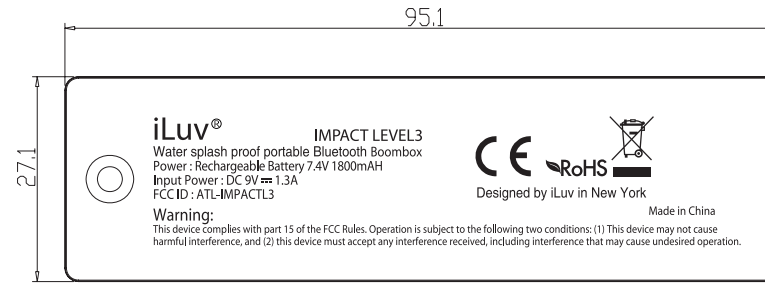 95.1
27.1
iLuv®
IMPACT LEVEL3
Water splash proof portable Bluetooth Boombox
Power : Rechargeable Battery 7.4V 1800mAH
Input Power : DC 9V ⎓ 1.3A
FCC ID : ATL-IMPACTL3
CE RoHS
Designed by iLuv in New York
Made in China
Warning:
This device complies with part 15 of the FCC Rules. Operation is subject to the following two conditions: (1) This device may not cause
harmful interference, and (2) this device must accept any interference received, including interference that may cause undesired operation.